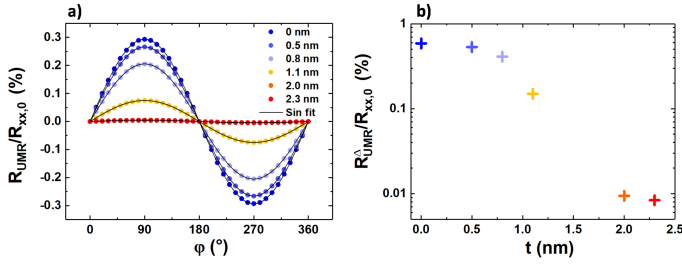 a)
R_UMR/R_xx,0 (%)
0.3
0.2
0.1
0.0
-0.1
-0.2
-0.3
0 nm
0.5 nm
0.8 nm
1.1 nm
2.0 nm
2.3 nm
Sin fit
0 90 180 270 360
φ (°)
b)
R^Δ_UMR/R_xx,0 (%)
1
0.1
0.01
0.0 0.5 1.0 1.5 2.0 2.5
t (nm)